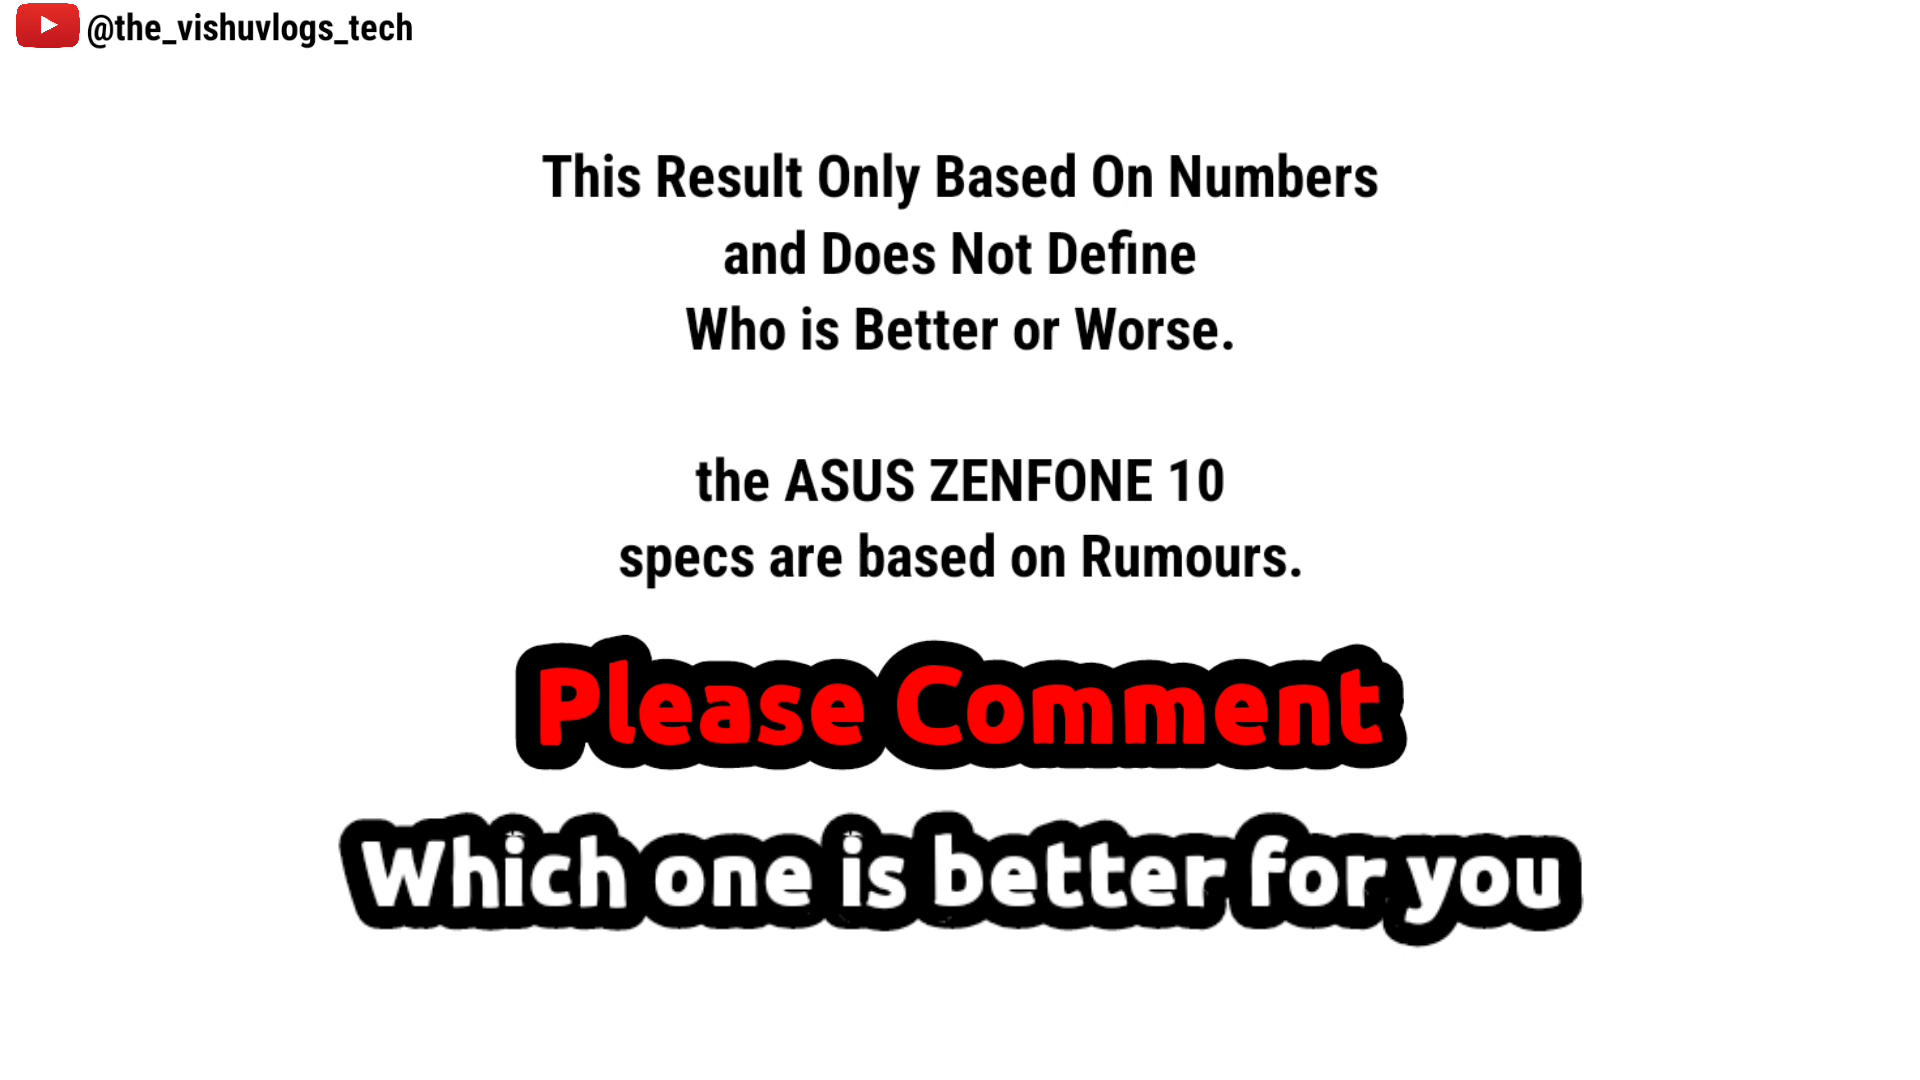 @the_vishuvlogs_tech
This Result Only Based On Numbers
and Does Not Define
Who is Better or Worse.
the ASUS ZENFONE 10
specs are based on Rumours.
Please Comment
Which one is better for you